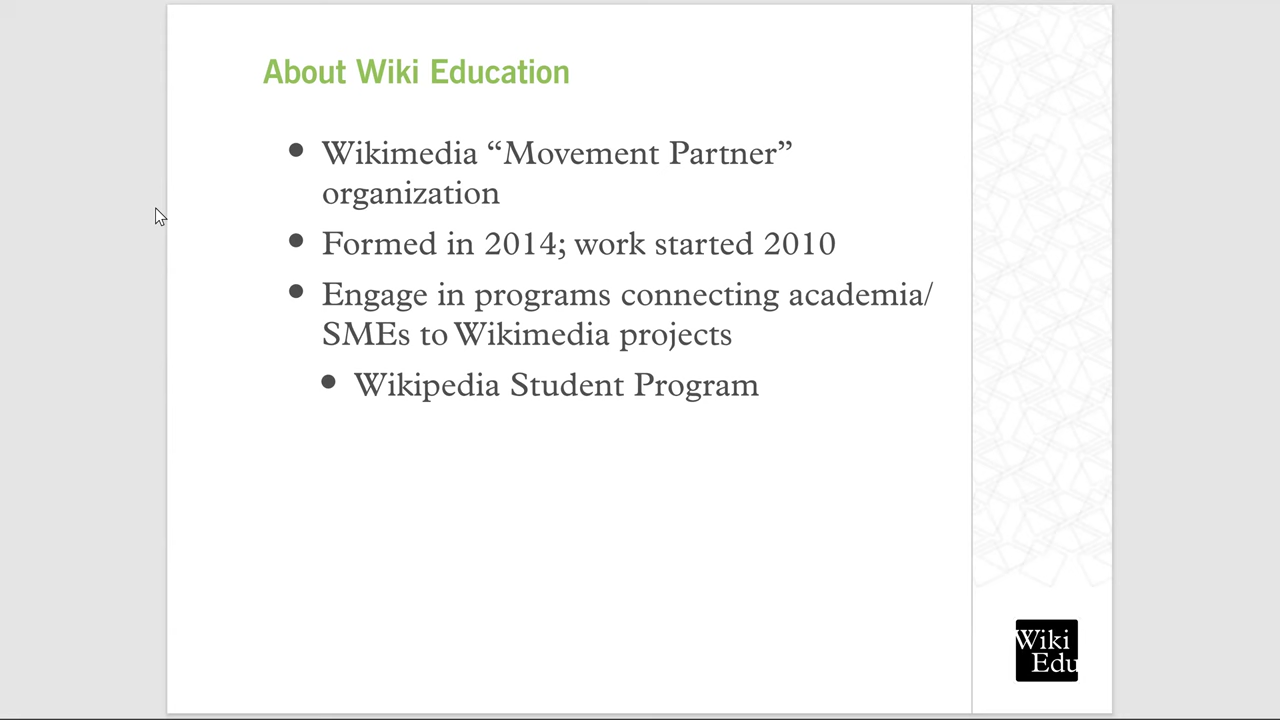 About Wiki Education
Wikimedia “Movement Partner”
organization
Formed in 2014; work started 2010
Engage in programs connecting academia/
SMEs to Wikimedia projects
Wikipedia Student Program
Wiki
Edu